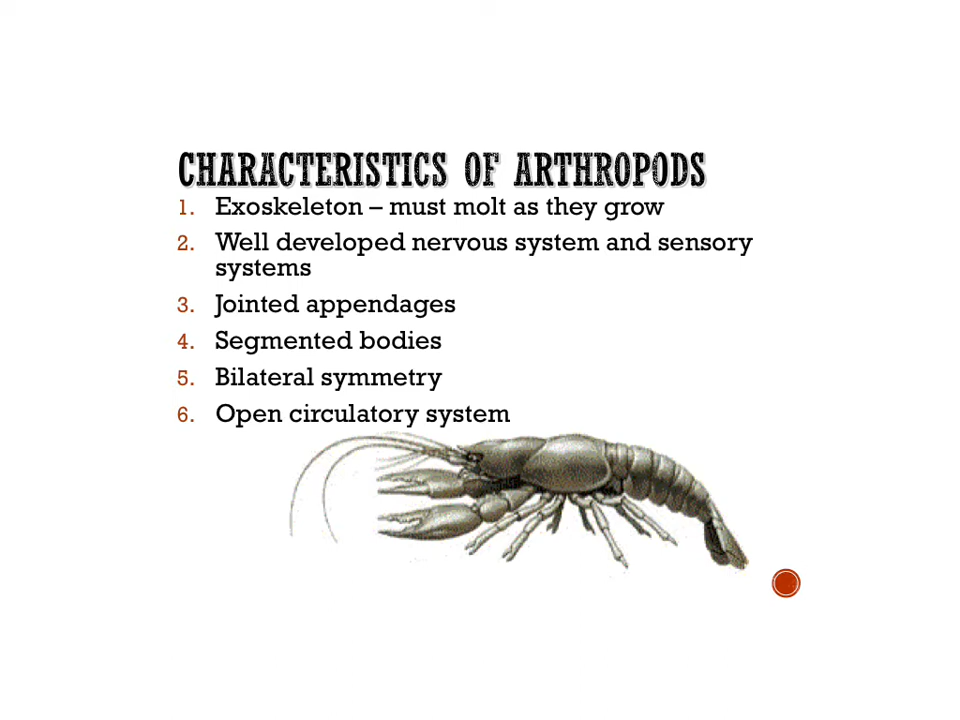 CHARACTERISTICS OF ARTHROPODS
1. Exoskeleton – must molt as they grow
2. Well developed nervous system and sensory
systems
3. Jointed appendages
4. Segmented bodies
5. Bilateral symmetry
6. Open circulatory system